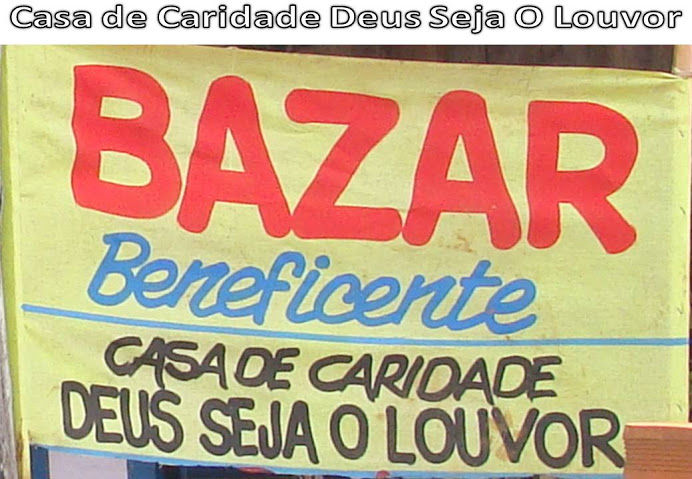 Casa de Caridade Deus Seja O Louvor
BAZAR
Beneficente
CASA DE CARIDADE
DEUS SEJA O LOUVOR